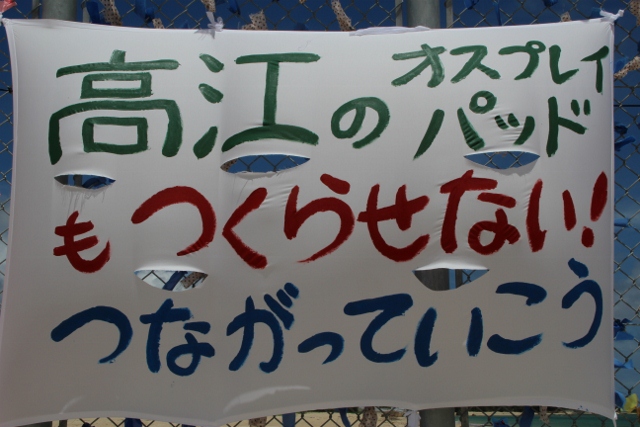 高江のオスプレイパッド
もつくらせない!
つながっていこう